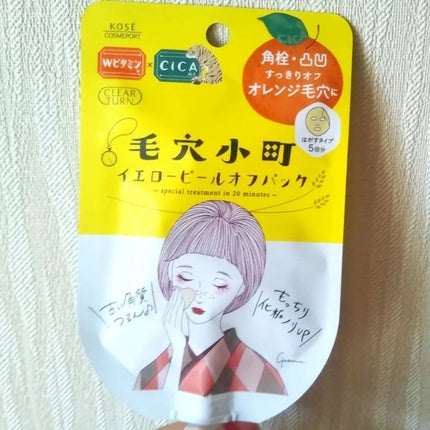 KOSÉ
COSMEPORT
Wビタミン × CICA
CLEAR
TURN
CICA
角栓・凸凹
すっきりオフ
オレンジ毛穴に
はがすタイプ
5回分
毛穴小町
イエローピールオフパック
– special treatment in 20 minutes –
古い角質
つるん♪
もっちり
化粧ノリUP